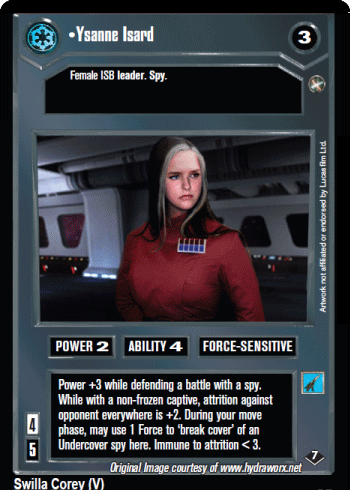 •Ysanne Isard
3
Female ISB leader. Spy.
Artwork not affiliated or endorsed by Lucasfilm Ltd.
POWER 2 ABILITY 4 FORCE-SENSITIVE
Power +3 while defending a battle with a spy.
While with a non-frozen captive, attrition against
opponent everywhere is +2. During your move
phase, may use 1 Force to ‘break cover’ of an
Undercover spy here. Immune to attrition < 3.
4
5
7
Original Image courtesy of www.hydraworx.net
Swilla Corey (V)